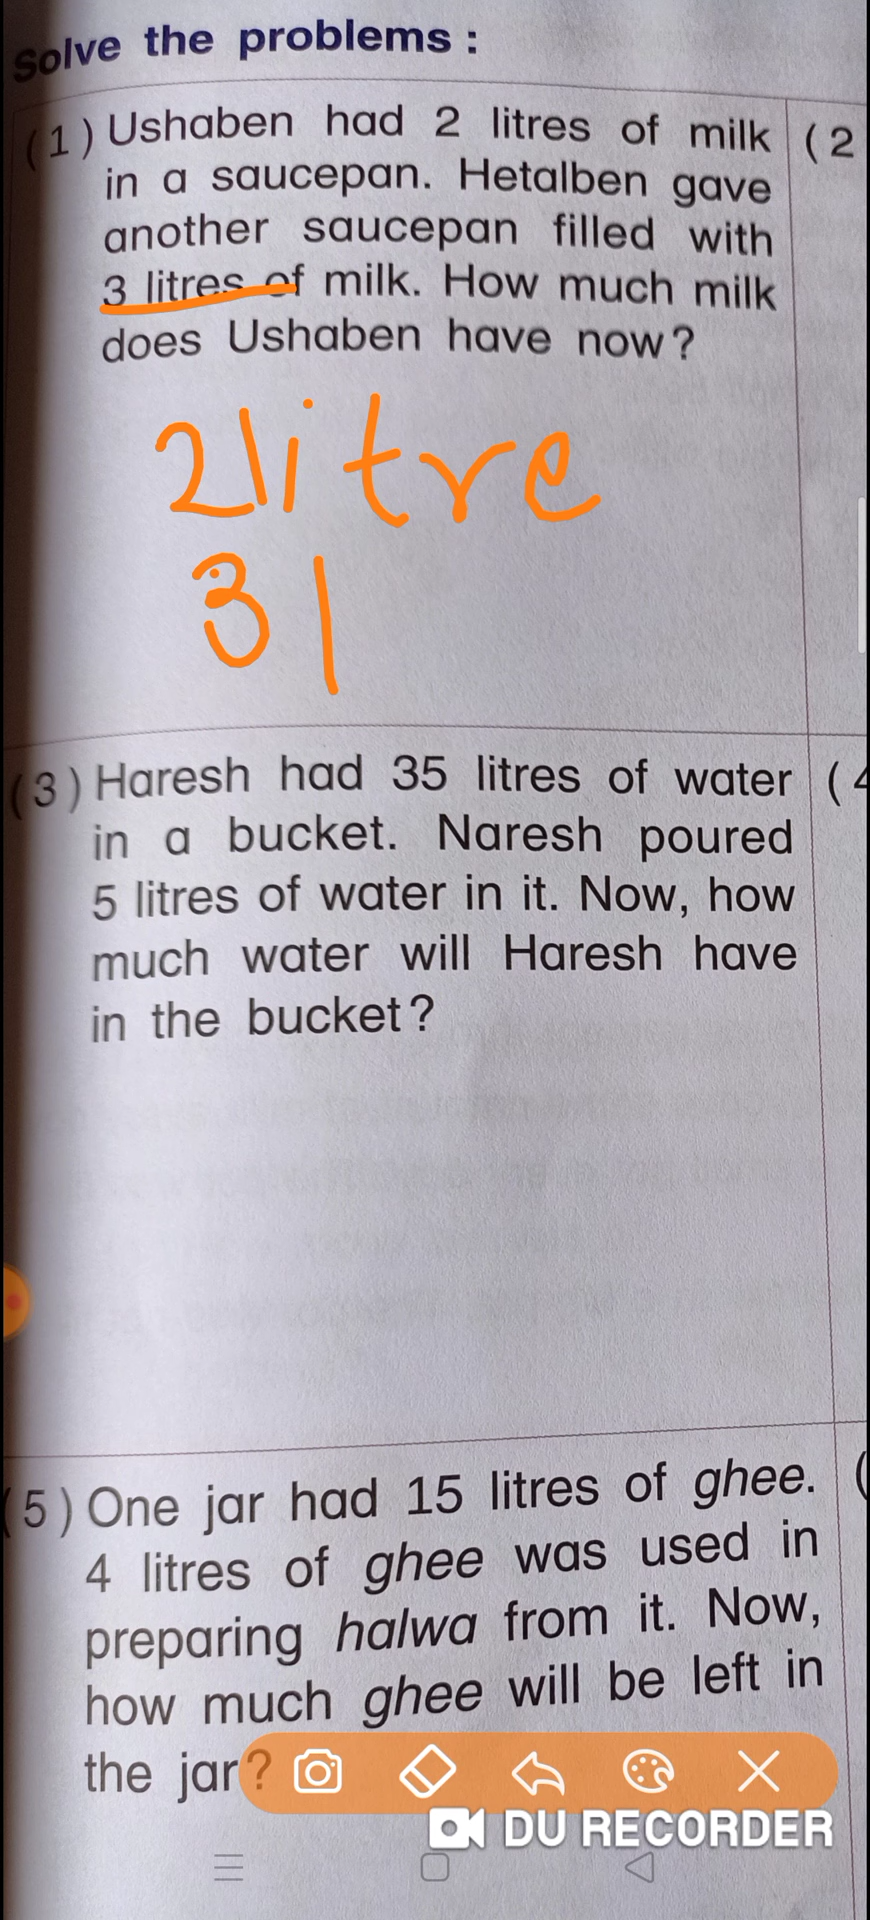 Solve the problems :
(1) Ushaben had 2 litres of milk
in a saucepan. Hetalben gave
another saucepan filled with
3 litres of milk. How much milk
does Ushaben have now?
2litre
3 l
(2
(3) Haresh had 35 litres of water
in a bucket. Naresh poured
5 litres of water in it. Now, how
much water will Haresh have
in the bucket?
(4
(5) One jar had 15 litres of ghee.
4 litres of ghee was used in
preparing halwa from it. Now,
how much ghee will be left in
the jar?
(
DU RECORDER